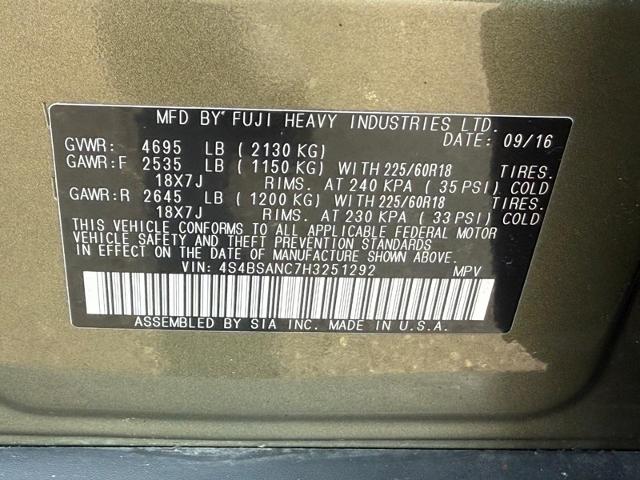 MFD BY FUJI HEAVY INDUSTRIES LTD.
GVWR: 4695 LB ( 2130 KG) DATE: 09/16
GAWR:F 2535 LB ( 1150 KG) WITH 225/60R18 TIRES.
18X7J RIMS. AT 240 KPA ( 35 PSI) COLD
GAWR:R 2645 LB ( 1200 KG) WITH 225/60R18 TIRES.
18X7J RIMS. AT 230 KPA ( 33 PSI) COLD
THIS VEHICLE CONFORMS TO ALL APPLICABLE FEDERAL MOTOR
VEHICLE SAFETY AND THEFT PREVENTION STANDARDS
IN EFFECT ON THE DATE OF MANUFACTURE SHOWN ABOVE.
VIN: 4S4BSANC7H3251292 MPV
ASSEMBLED BY SIA INC. MADE IN U.S.A.